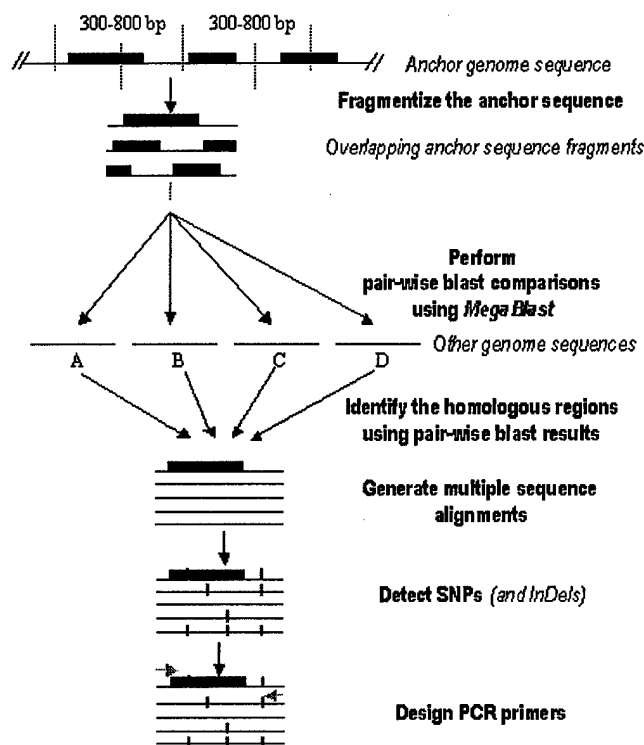 300-800 bp 300-800 bp
// // Anchor genome sequence
Fragmentize the anchor sequence
Overlapping anchor sequence fragments
Perform
pair-wise blast comparisons
using MegaBlast
Other genome sequences
A B C D
Identify the homologous regions
using pair-wise blast results
Generate multiple sequence
alignments
Detect SNPs (and InDels)
Design PCR primers